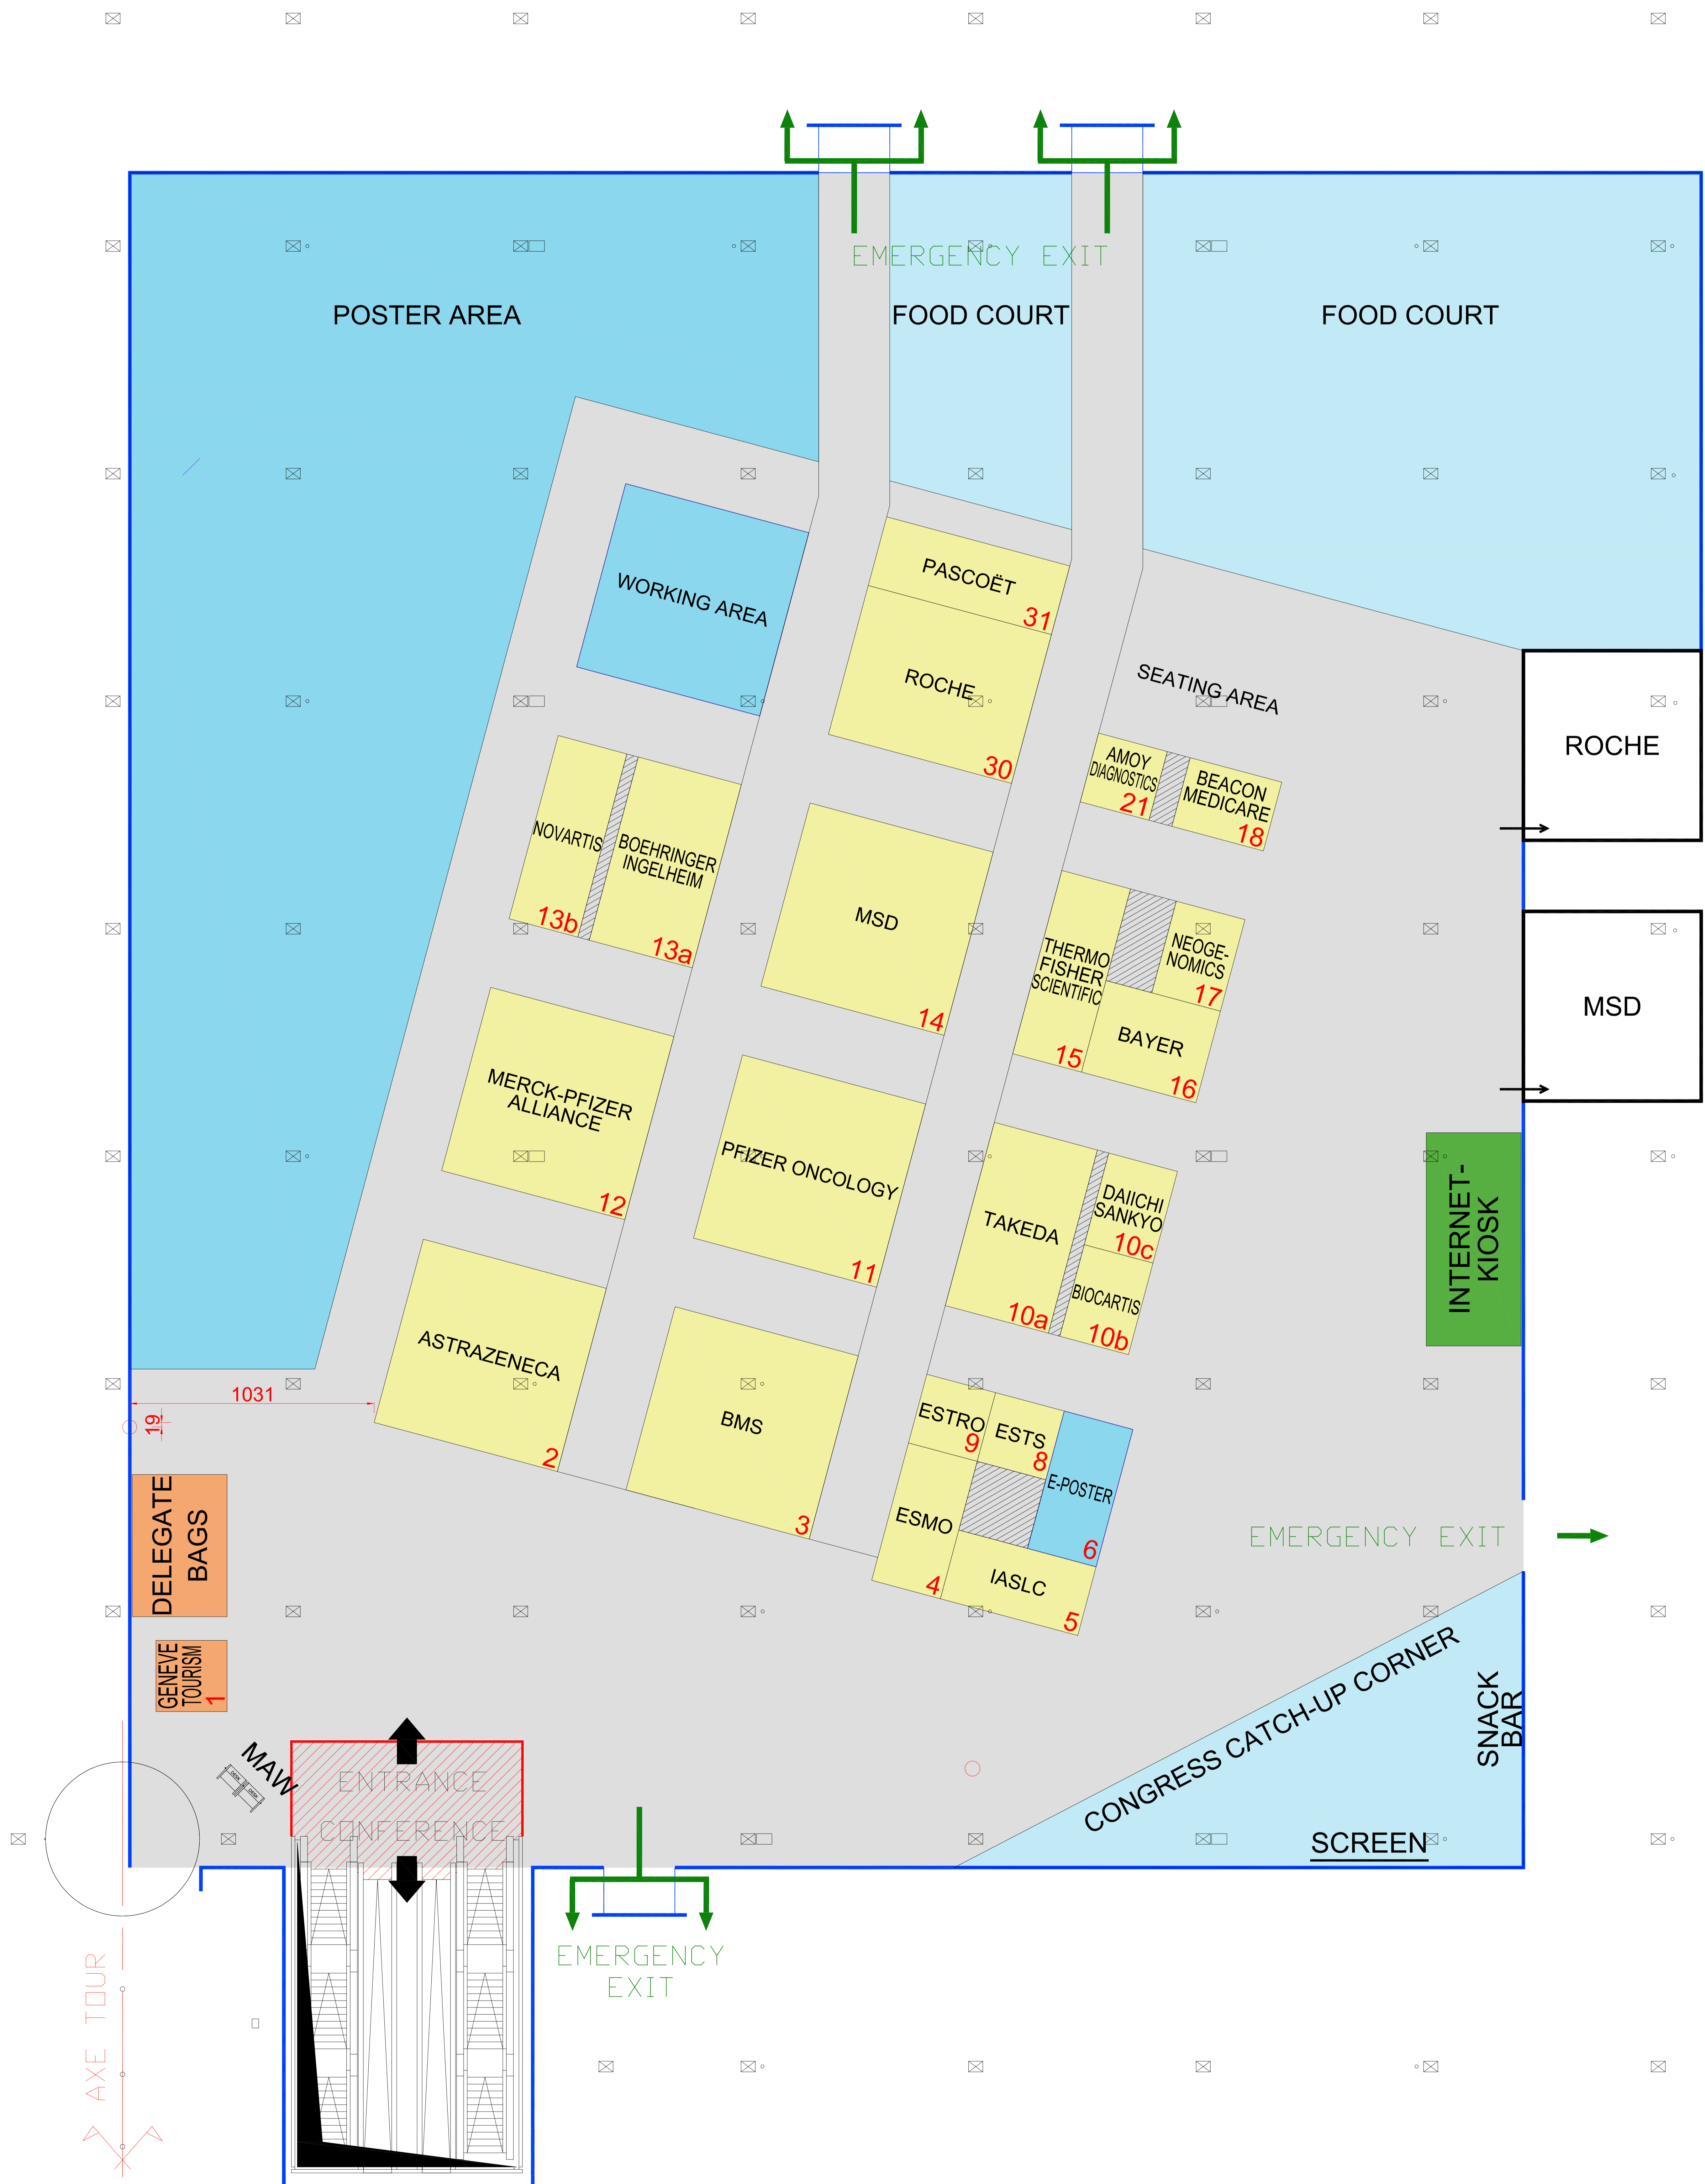 EMERGENCY EXIT
POSTER AREA
FOOD COURT
FOOD COURT
WORKING AREA
PASCOËT
31
ROCHE
30
SEATING AREA
ROCHE
AMOY
DIAGNOSTICS
21
BEACON
MEDICARE
18
NOVARTIS
13b
BOEHRINGER
INGELHEIM
13a
MSD
14
THERMO
FISHER
SCIENTIFIC
15
NEOGE-
NOMICS
17
BAYER
16
MSD
MERCK-PFIZER
ALLIANCE
12
PFIZER ONCOLOGY
11
TAKEDA
10a
DAIICHI
SANKYO
10c
BIOCARTIS
10b
INTERNET-
KIOSK
ASTRAZENECA
2
BMS
3
ESTRO
9
ESTS
8
E-POSTER
6
ESMO
4
IASLC
5
1031
19
DELEGATE
BAGS
EMERGENCY EXIT
GENEVE
TOURISM
1
MAW
DESK
DESK
ENTRANCE
CONFERENCE
CONGRESS CATCH-UP CORNER
SNACK
BAR
SCREEN
EMERGENCY
EXIT
AXE TOUR